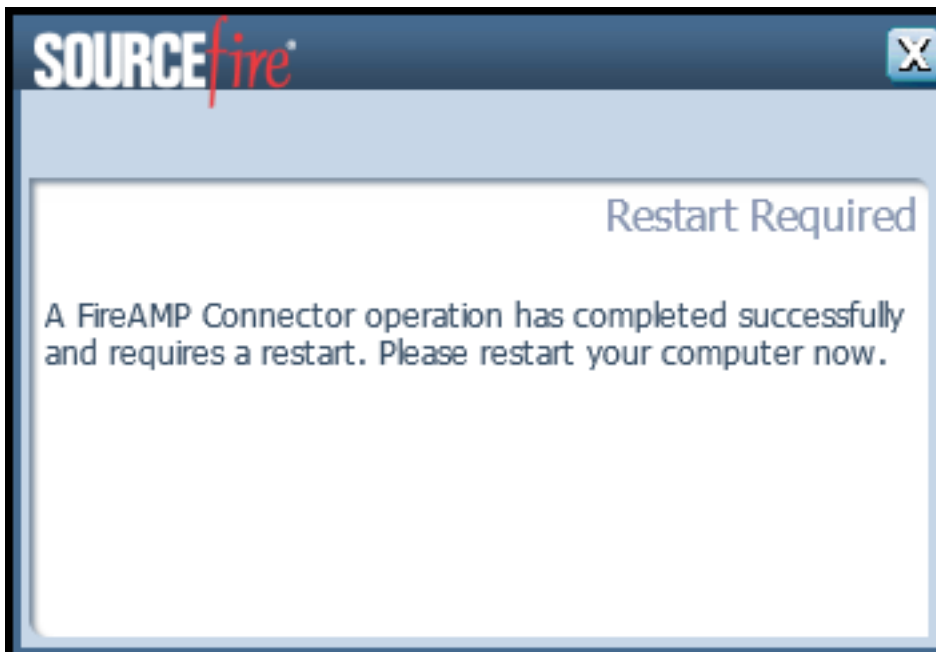 SOURCEfire®
X
Restart Required
A FireAMP Connector operation has completed successfully
and requires a restart. Please restart your computer now.